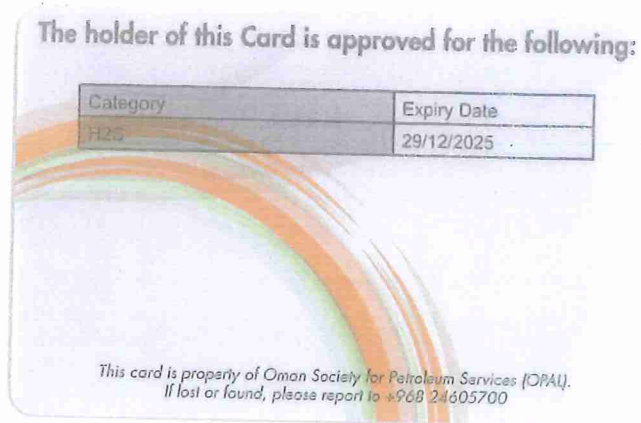 The holder of this Card is approved for the following:
Category Expiry Date
H2S 29/12/2025
This card is property of Oman Society for Petroleum Services (OPAL).
If lost or found, please report to +968 24605700